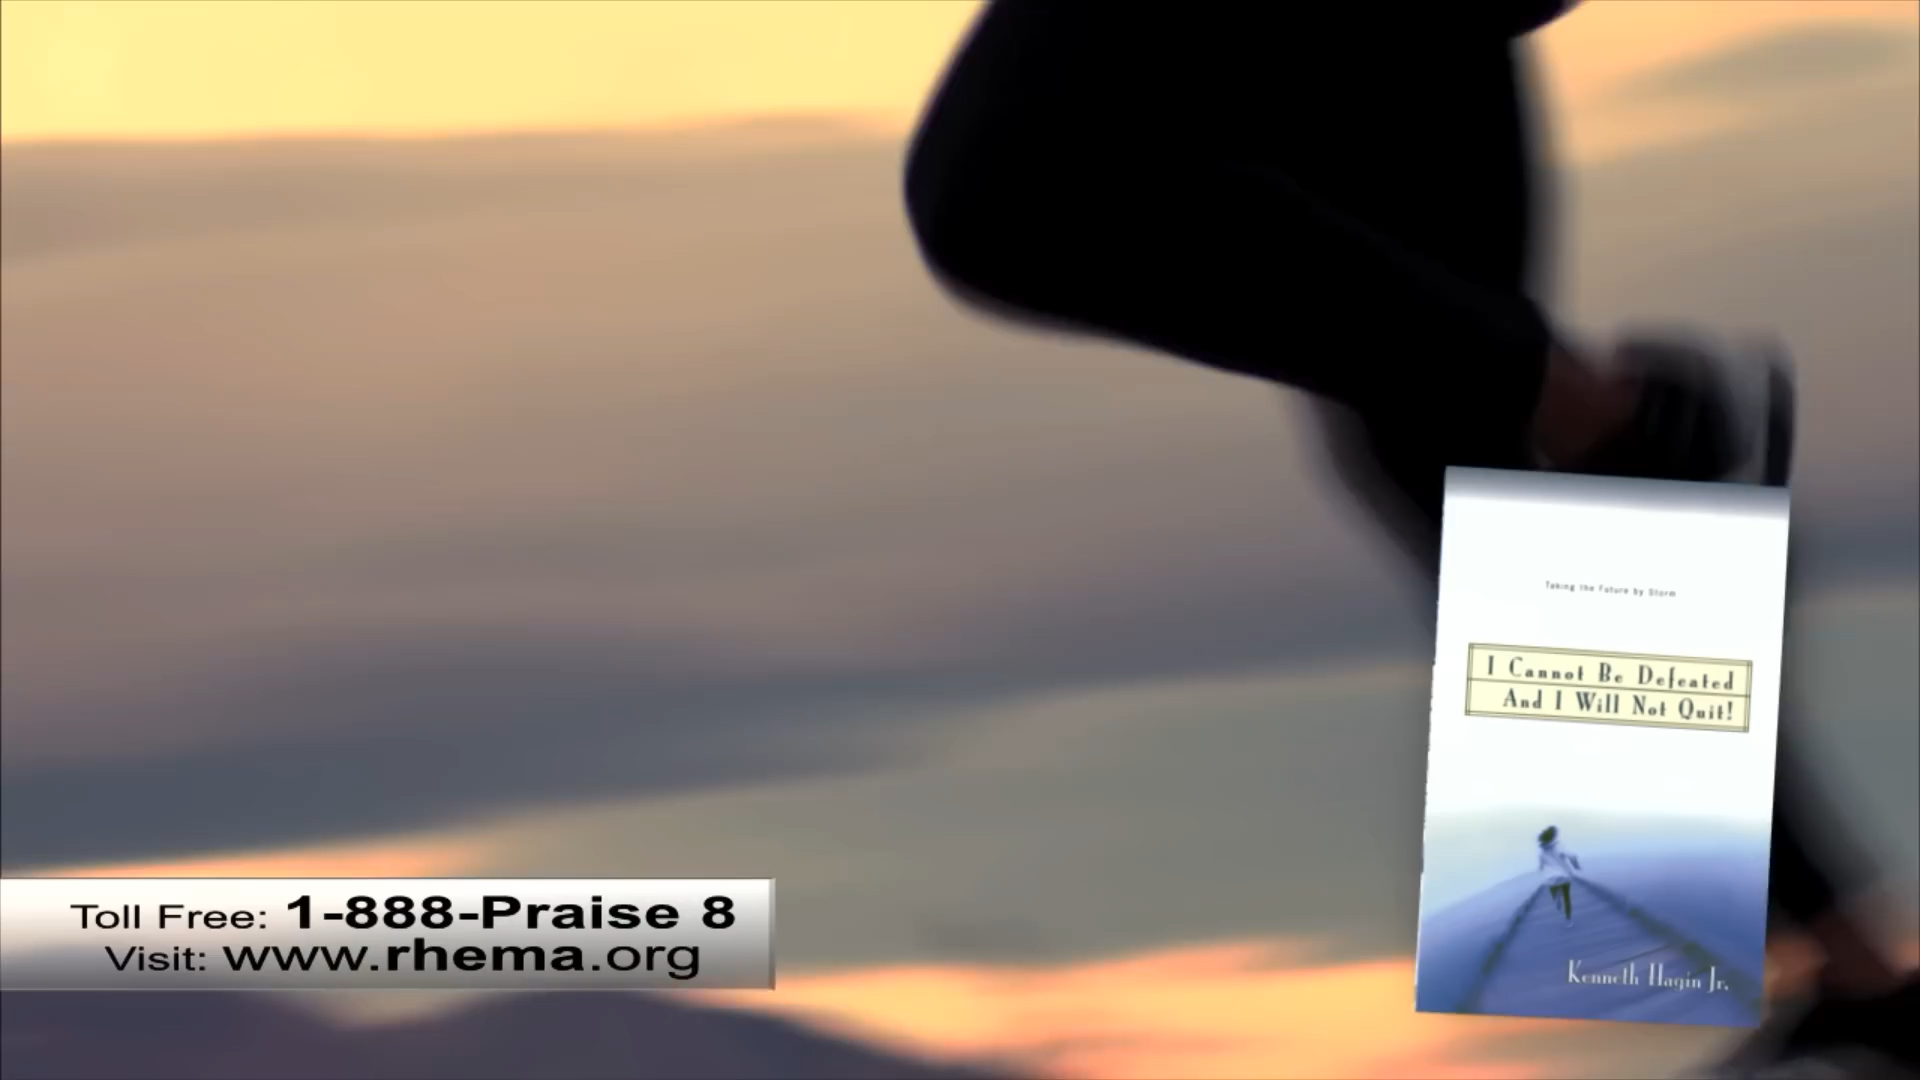 Taking the Future by Storm
I Cannot Be Defeated
And I Will Not Quit!
Kenneth Hagin Jr.
Toll Free: 1-888-Praise 8
Visit: www.rhema.org